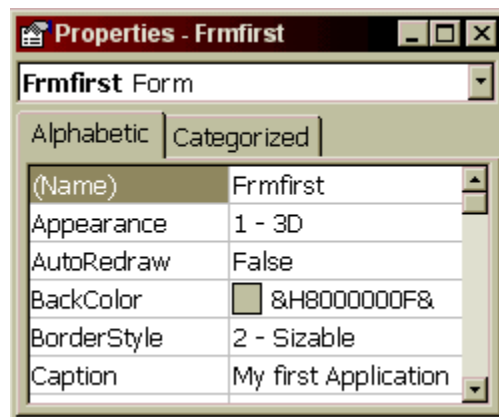 Properties - Frmfirst
Frmfirst Form
Alphabetic Categorized
(Name) Frmfirst
Appearance 1 - 3D
AutoRedraw False
BackColor &H8000000F&
BorderStyle 2 - Sizable
Caption My first Application